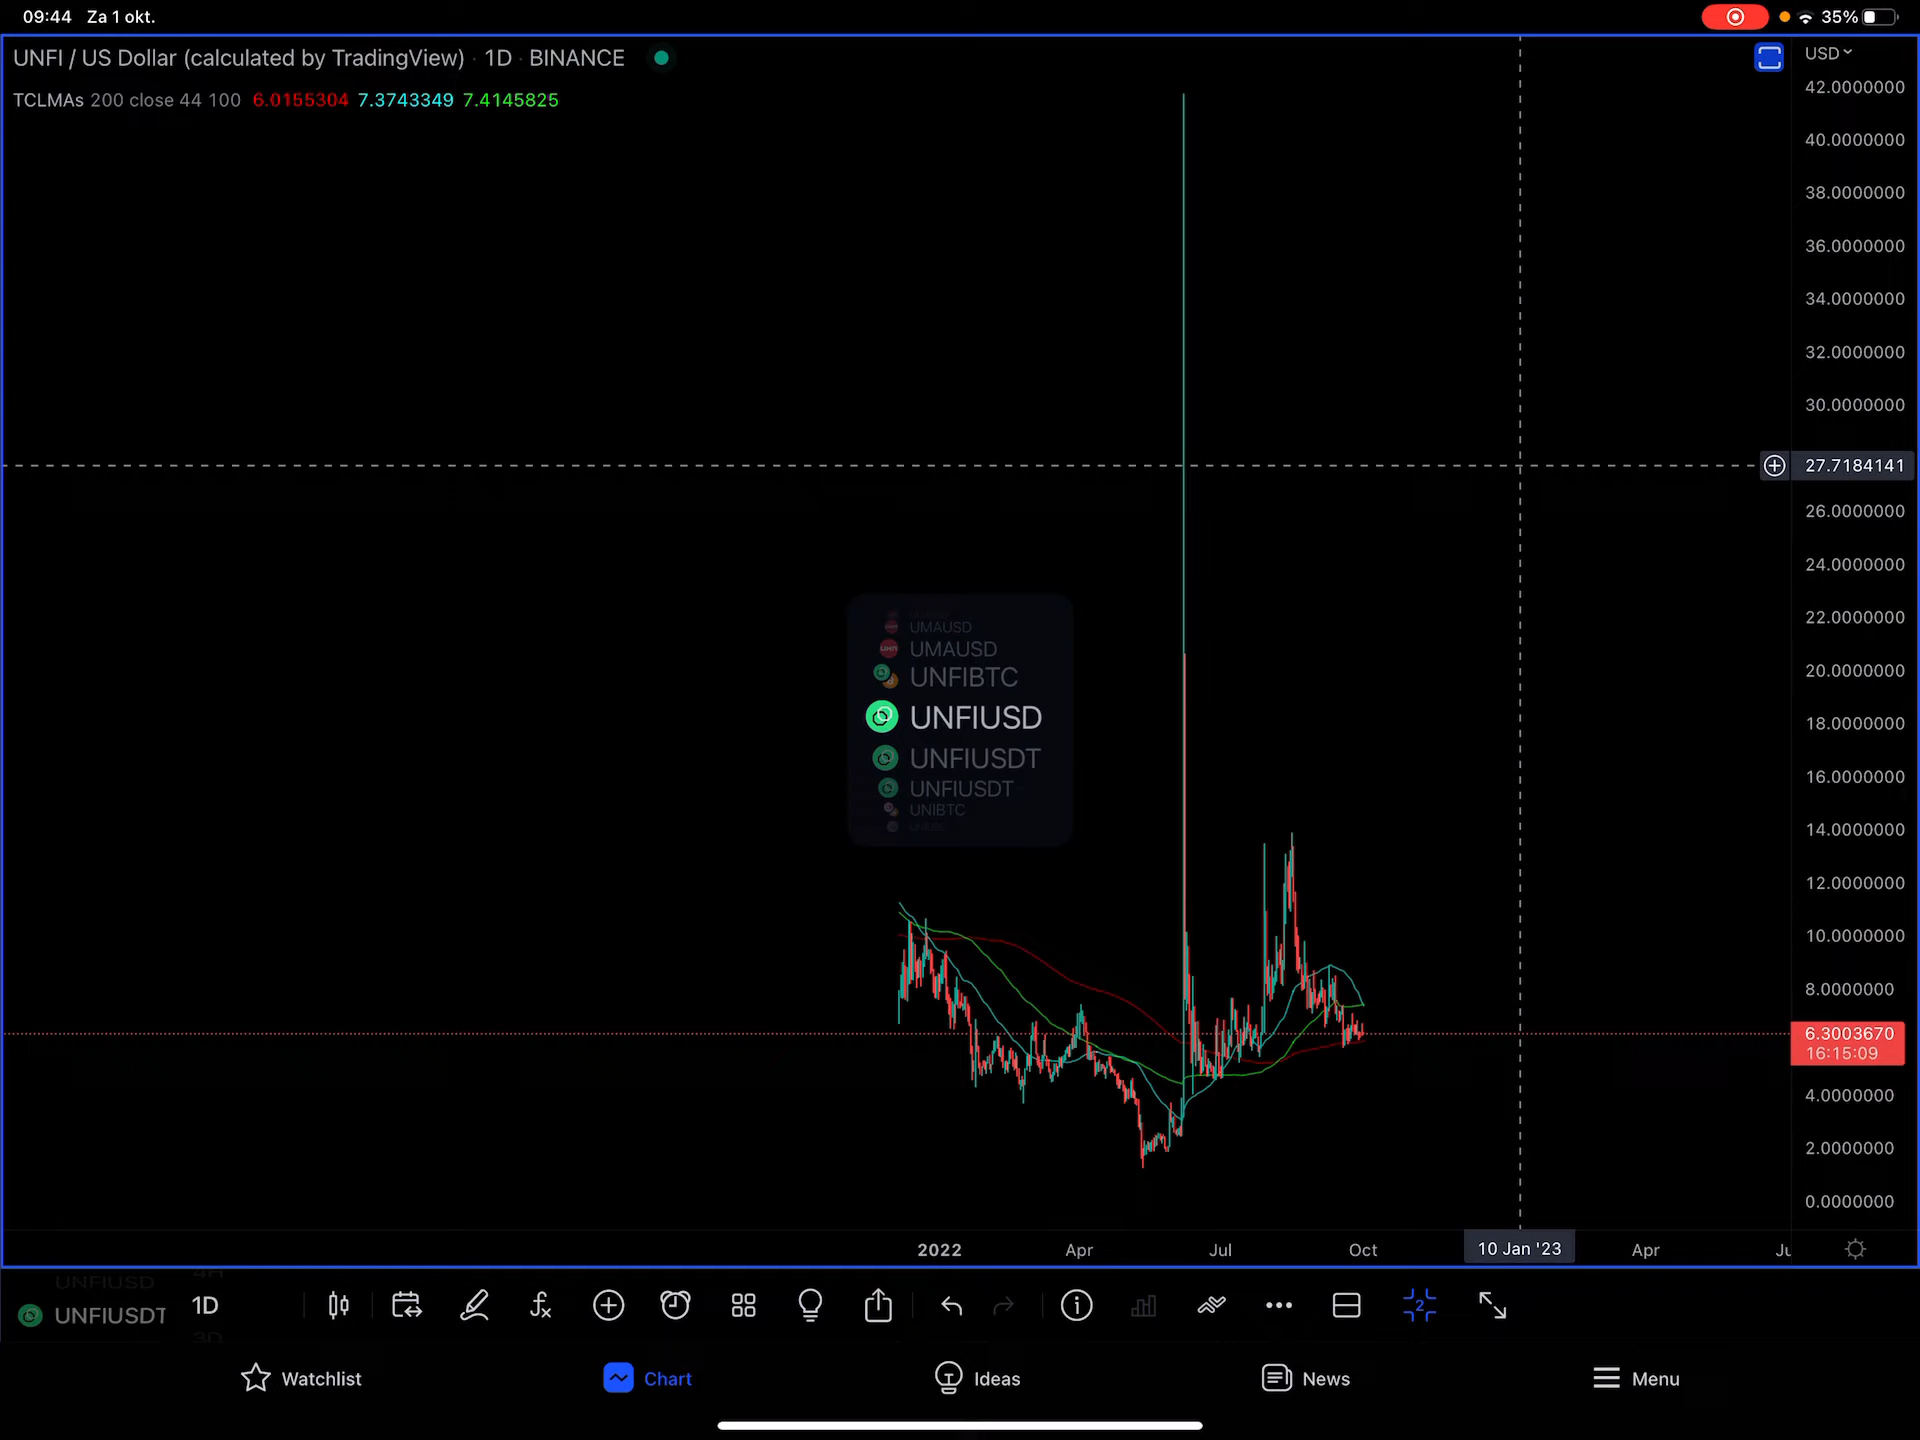 09:44 Za 1 okt. 35%
UNFI / US Dollar (calculated by TradingView) · 1D · BINANCE
USD
TCLMAs 200 close 44 100 6.0155304 7.3743349 7.4145825
42.0000000
40.0000000
38.0000000
36.0000000
34.0000000
32.0000000
30.0000000
27.7184141
26.0000000
24.0000000
22.0000000
20.0000000
18.0000000
16.0000000
14.0000000
12.0000000
10.0000000
8.0000000
6.3003670
16:15:09
4.0000000
2.0000000
0.0000000
UMAUSD
UMAUSD
UNFIBTC
UNFIUSD
UNFIUSDT
UNFIUSDT
UNIBTC
2022 Apr Jul Oct 10 Jan '23 Apr Ju
UNFIUSD 4H
UNFIUSDT 1D 2
3D
Watchlist Chart Ideas News Menu